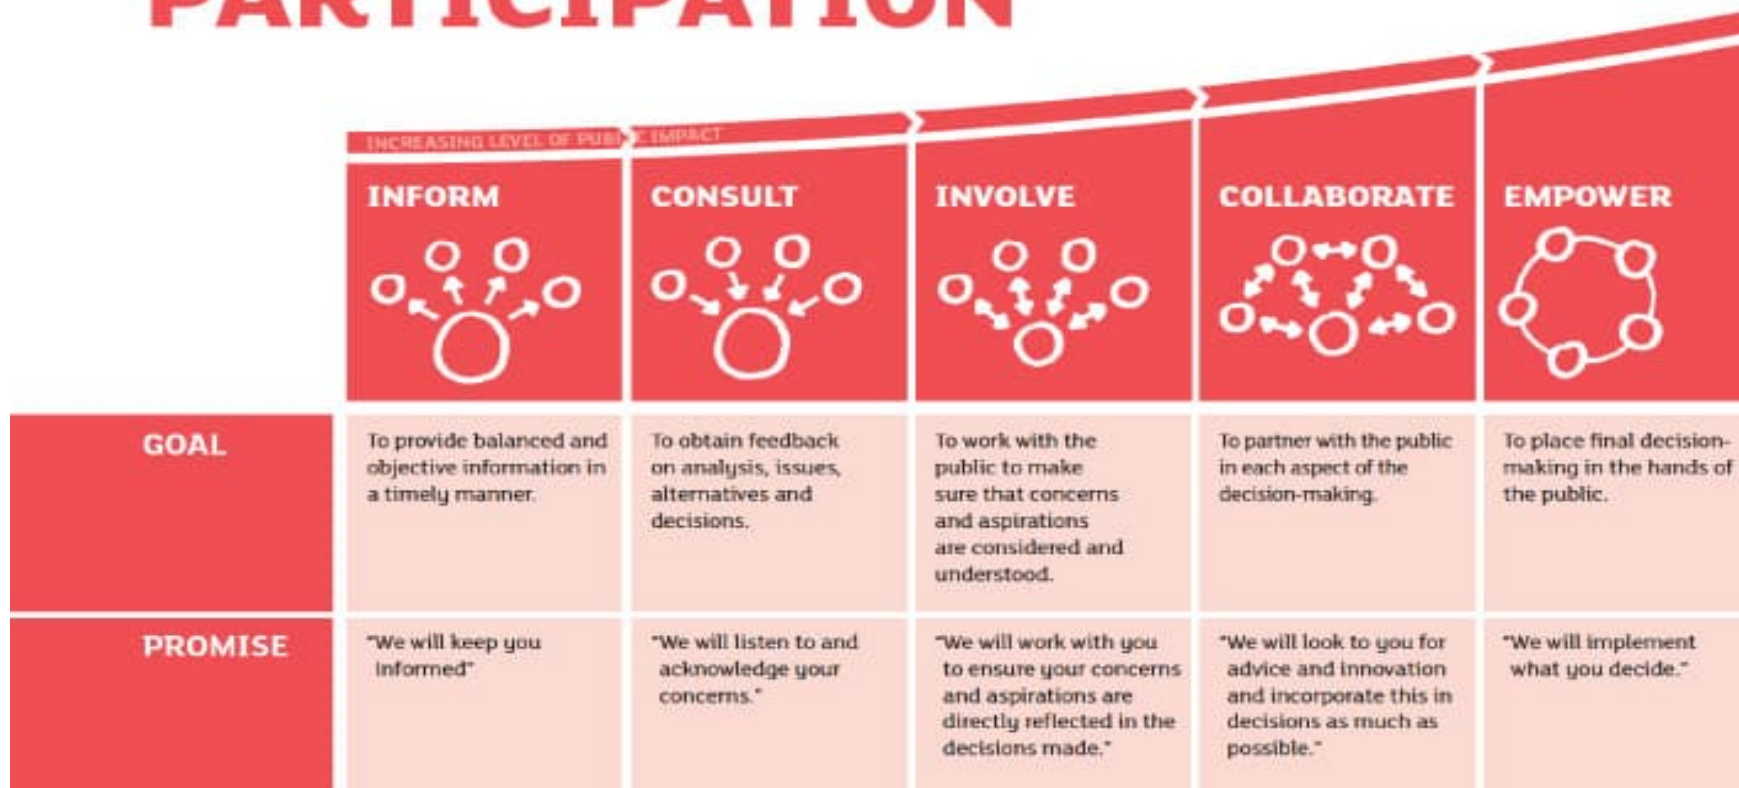 PARTICIPATION
INCREASING LEVEL OF PUBLIC IMPACT
INFORM
CONSULT
INVOLVE
COLLABORATE
EMPOWER
GOAL
To provide balanced and
objective information in
a timely manner.
To obtain feedback
on analysis, issues,
alternatives and
decisions.
To work with the
public to make
sure that concerns
and aspirations
are considered and
understood.
To partner with the public
in each aspect of the
decision-making.
To place final decision-
making in the hands of
the public.
PROMISE
"We will keep you
informed"
"We will listen to and
acknowledge your
concerns."
"We will work with you
to ensure your concerns
and aspirations are
directly reflected in the
decisions made."
"We will look to you for
advice and innovation
and incorporate this in
decisions as much as
possible."
"We will implement
what you decide."